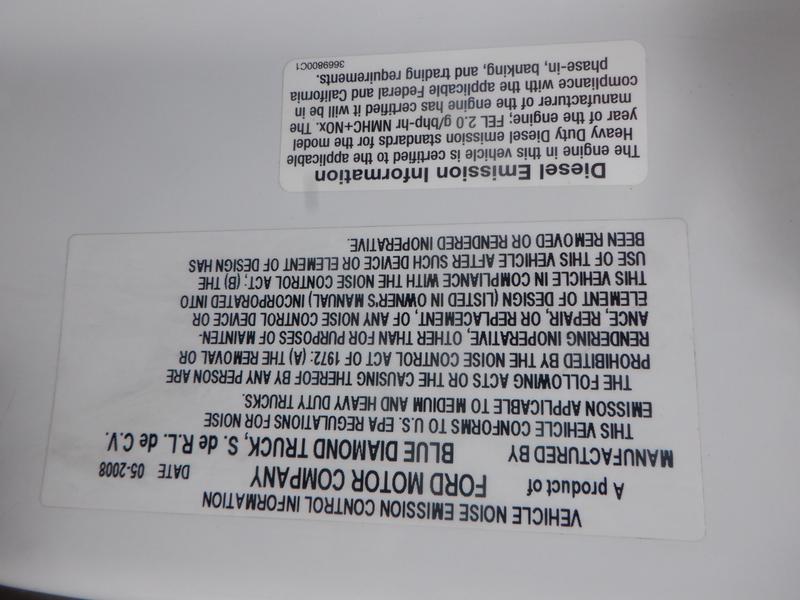 VEHICLE NOISE EMISSION CONTROL INFORMATION
A product of FORD MOTOR COMPANY DATE 05-2008
MANUFACTURED BY BLUE DIAMOND TRUCK, S. de R.L. de C.V.
THIS VEHICLE CONFORMS TO U.S. EPA REGULATIONS FOR NOISE
EMISSON APPLICABLE TO MEDIUM AND HEAVY DUTY TRUCKS.
THE FOLLOWING ACTS OR THE CAUSING THEREOF BY ANY PERSON ARE
PROHIBITED BY THE NOISE CONTROL ACT OF 1972: (A) THE REMOVAL OR
RENDERING INOPERATIVE, OTHER THAN FOR PURPOSES OF MAINTEN-
ANCE, REPAIR, OR REPLACEMENT, OF ANY NOISE CONTROL OR DEVICE OR
ELEMENT OF DESIGN (LISTED IN OWNER'S MANUAL) INCORPORATED INTO
THIS VEHICLE IN COMPLIANCE WITH THE NOISE CONTROL ACT; (B) THE
USE OF THIS VEHICLE AFTER SUCH DEVICE OR ELEMENT OF DESIGN HAS
BEEN REMOVED OR RENDERED INOPERATIVE.
Diesel Emission Information
The engine in this vehicle is certified to the applicable
Heavy Duty Diesel emission standards for the model
year of the engine; FEL 2.0 g/bhp-hr NMHC+NOx. The
manufacturer of the engine has certified it will be in
compliance with the applicable Federal and California
phase-in, banking, and trading requirements.
3669800C1